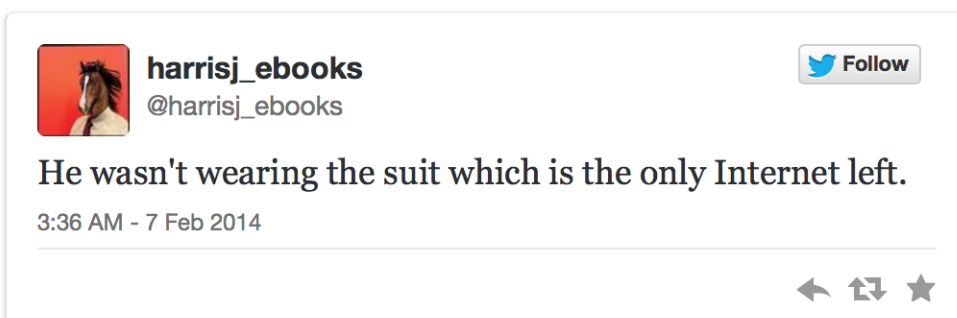 harrisj_ebooks
Follow
@harrisj_ebooks
He wasn't wearing the suit which is the only Internet left.
3:36 AM - 7 Feb 2014